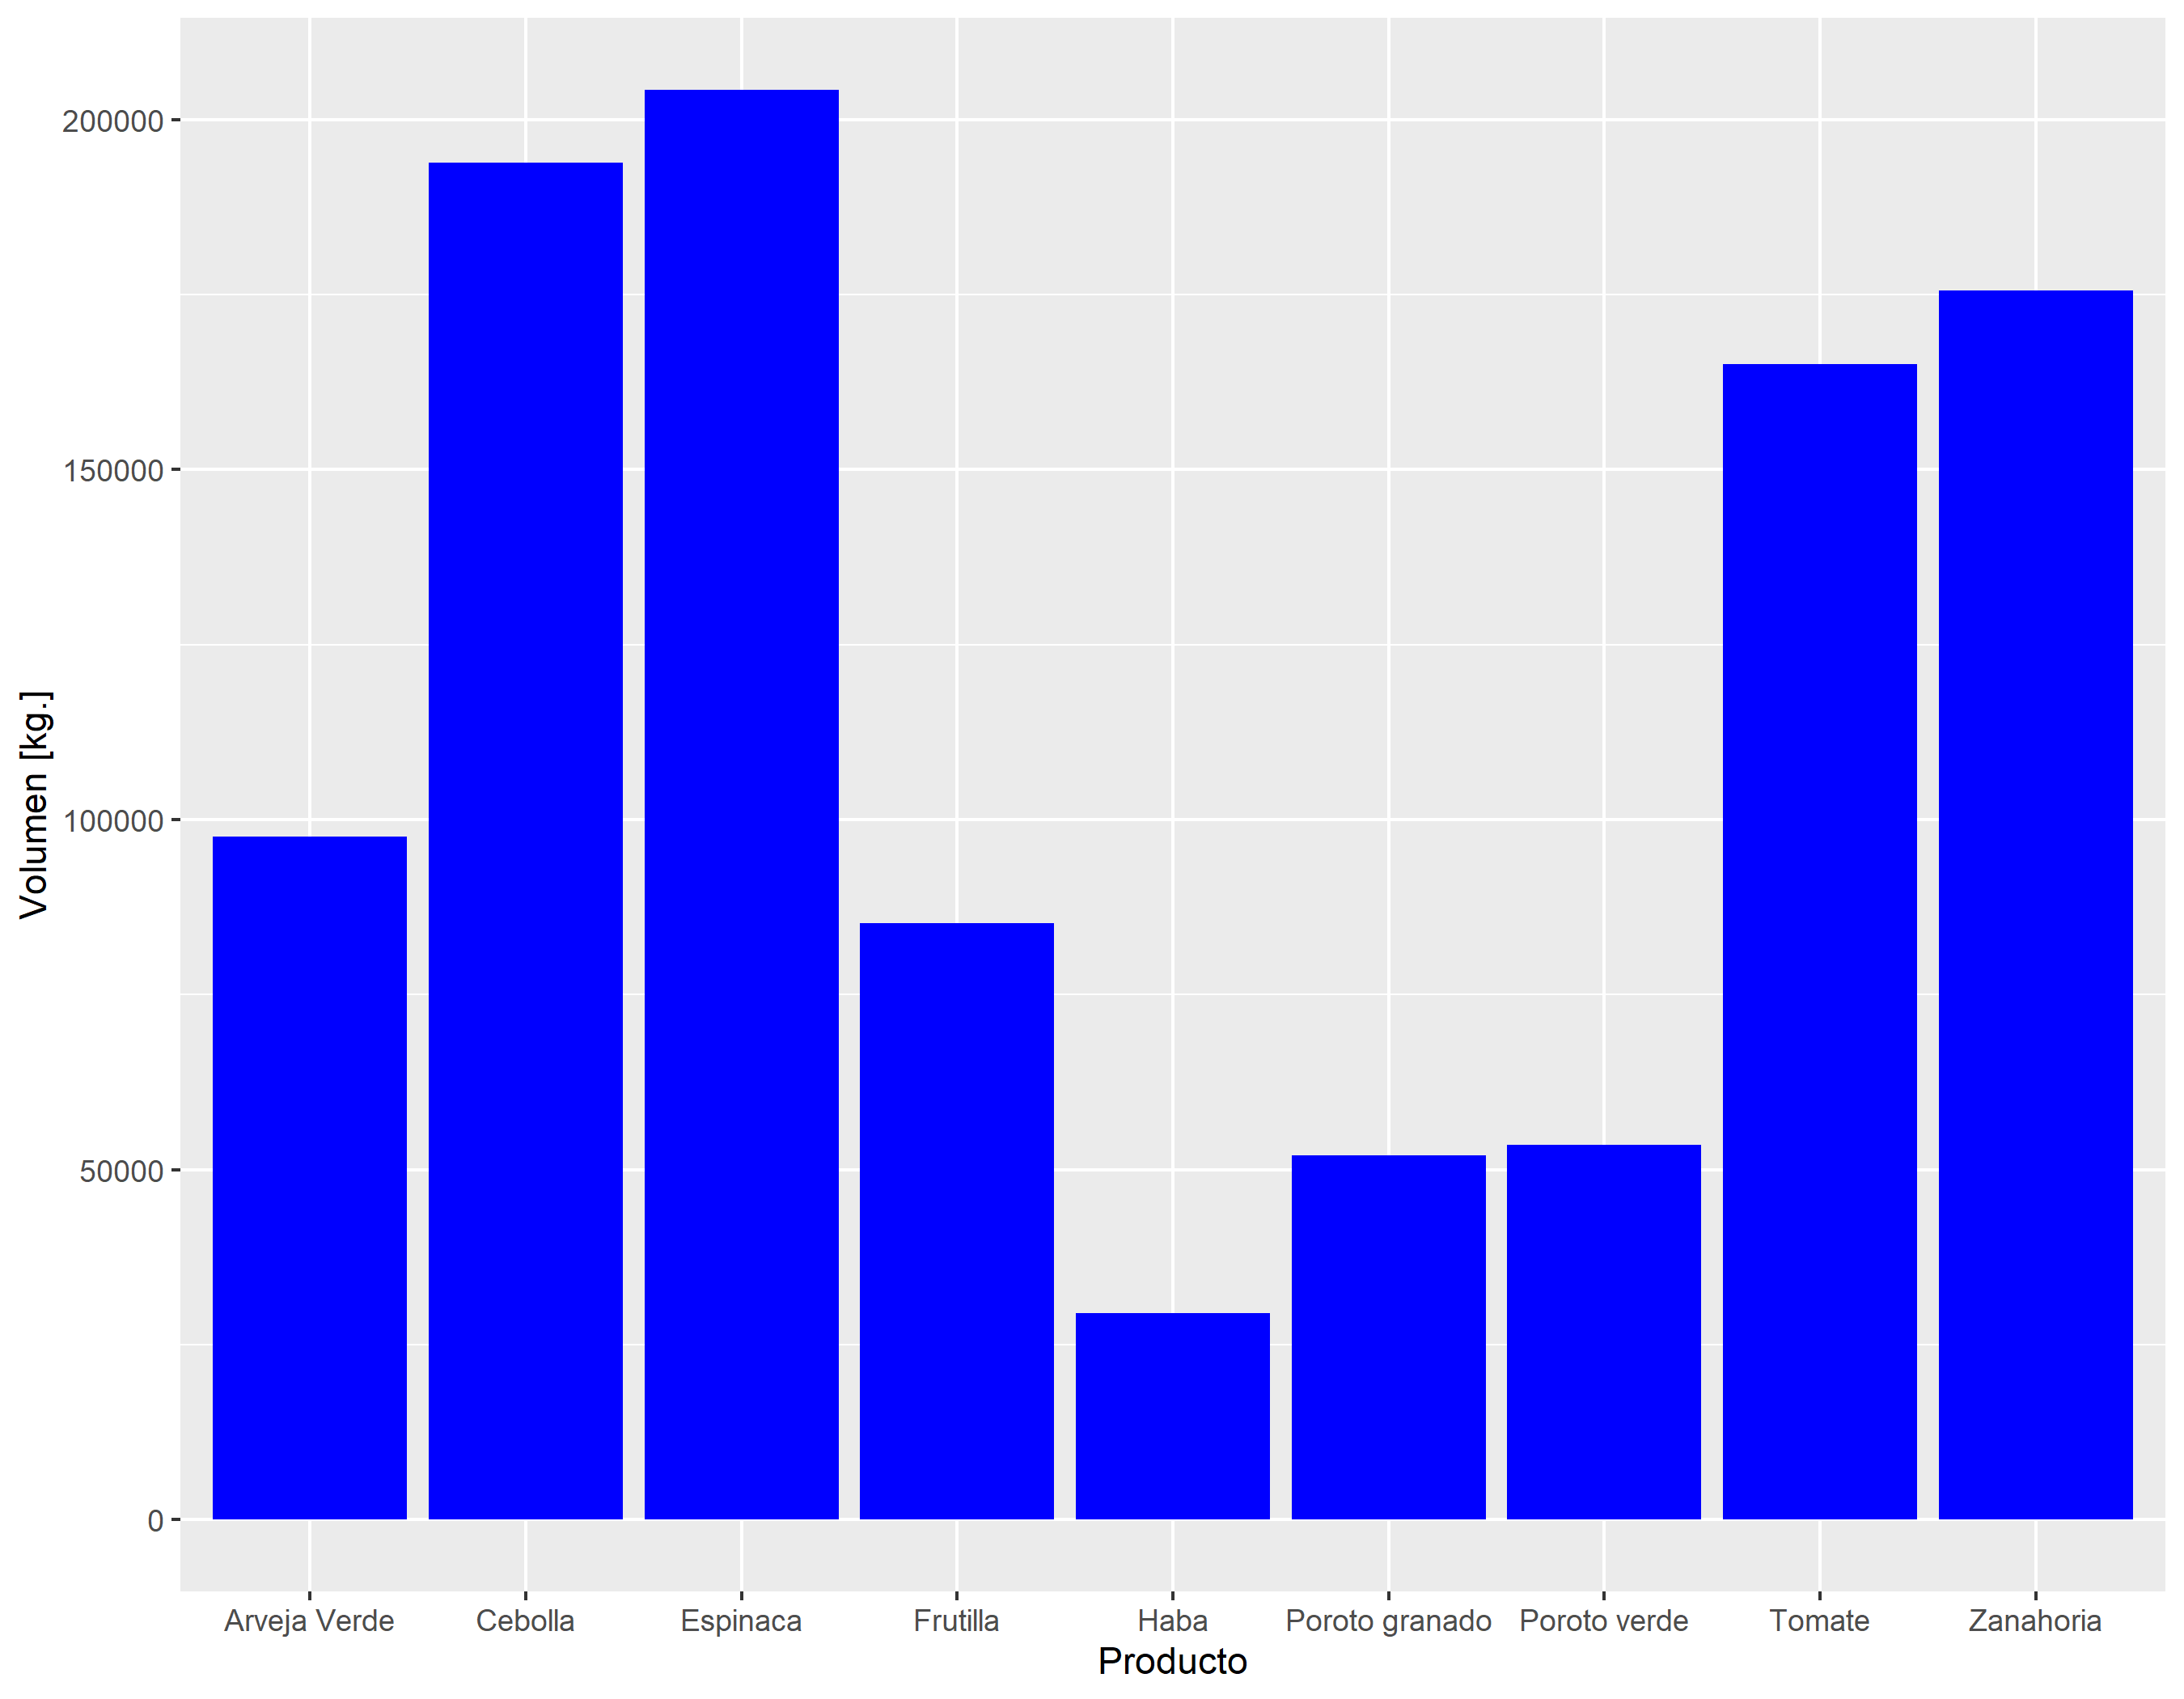 Volumen [kg.]
200000
150000
100000
50000
0
Arveja Verde
Cebolla
Espinaca
Frutilla
Haba
Poroto granado
Poroto verde
Tomate
Zanahoria
Producto